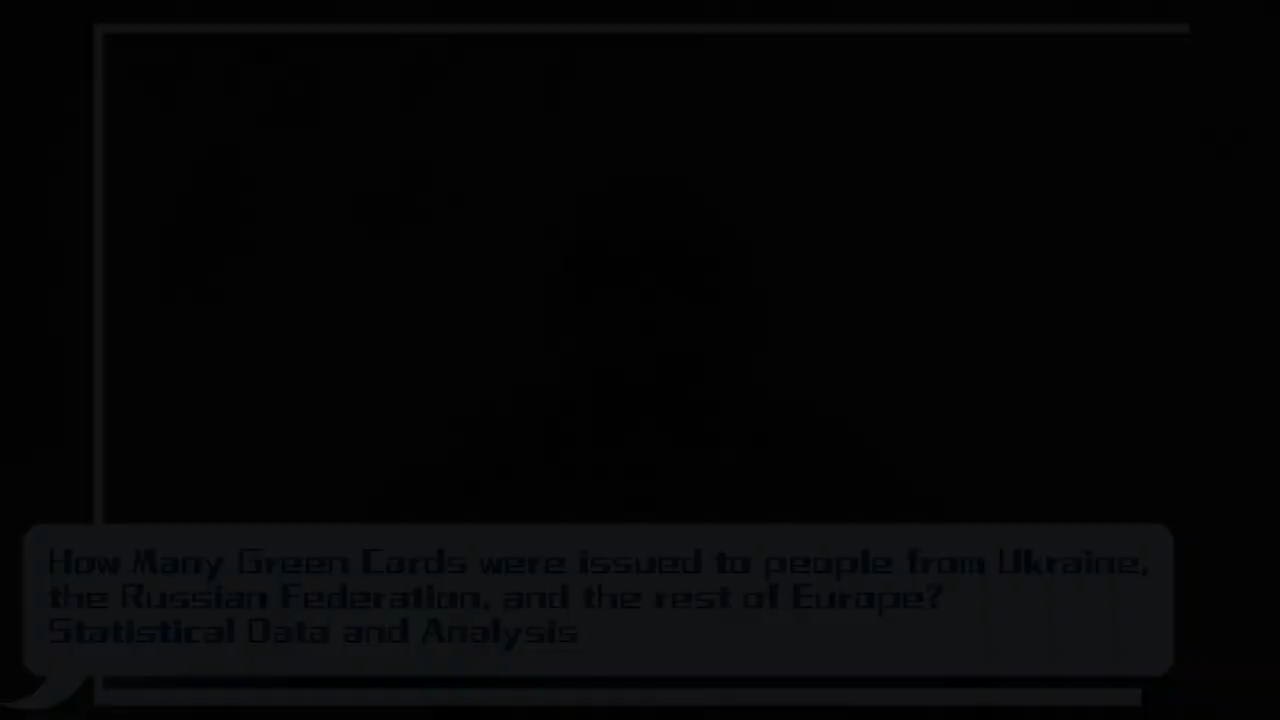 How Many Green Cards were issued to people from Ukraine,
the Russian Federation, and the rest of Europe?
Statistical Data and Analysis